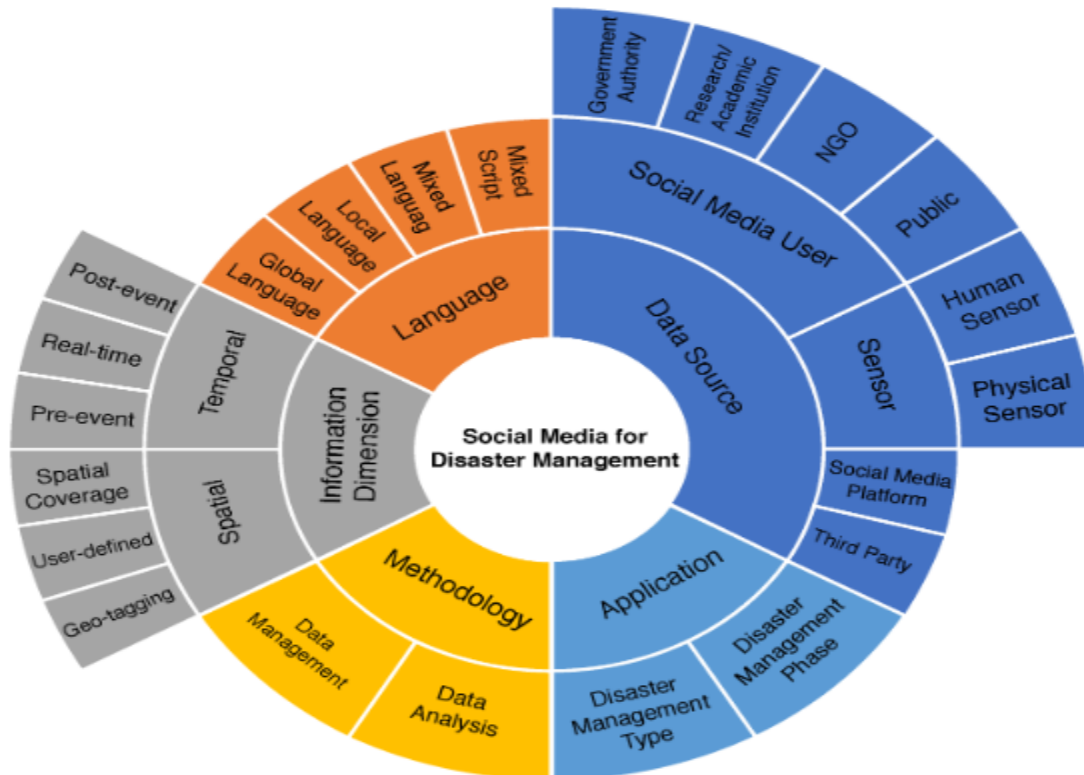 Social Media for
Disaster Management
Data Source
Social Media User
Government
Authority
Research/
Academic
Institution
NGO
Public
Sensor
Human
Sensor
Physical
Sensor
Social Media
Platform
Third Party
Application
Disaster
Management
Phase
Disaster
Management
Type
Methodology
Data
Analysis
Data
Management
Information
Dimension
Spatial
Geo-tagging
User-defined
Spatial
Coverage
Temporal
Pre-event
Real-time
Post-event
Language
Global
Language
Local
Language
Mixed
Languag
Mixed
Script